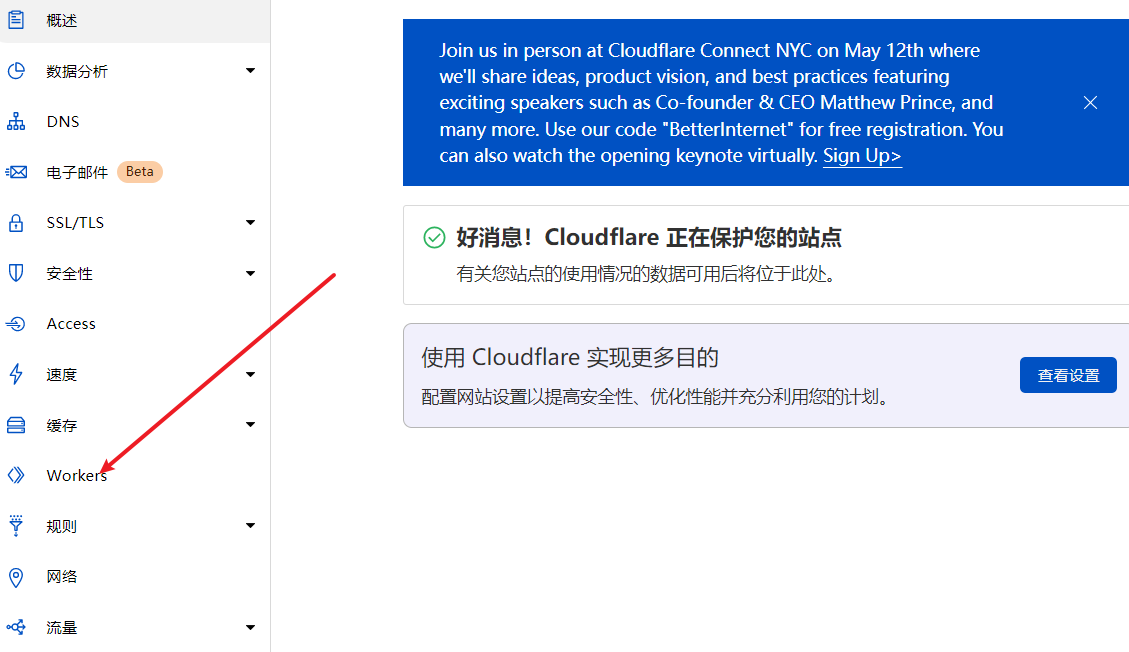 概述
数据分析
DNS
电子邮件 Beta
SSL/TLS
安全性
Access
速度
缓存
Workers
规则
网络
流量
Join us in person at Cloudflare Connect NYC on May 12th where
we'll share ideas, product vision, and best practices featuring
exciting speakers such as Co-founder & CEO Matthew Prince, and
many more. Use our code "BetterInternet" for free registration. You
can also watch the opening keynote virtually. Sign Up>
好消息！Cloudflare 正在保护您的站点
有关您站点的使用情况的数据可用后将位于此处。
使用 Cloudflare 实现更多目的
配置网站设置以提高安全性、优化性能并充分利用您的计划。
查看设置